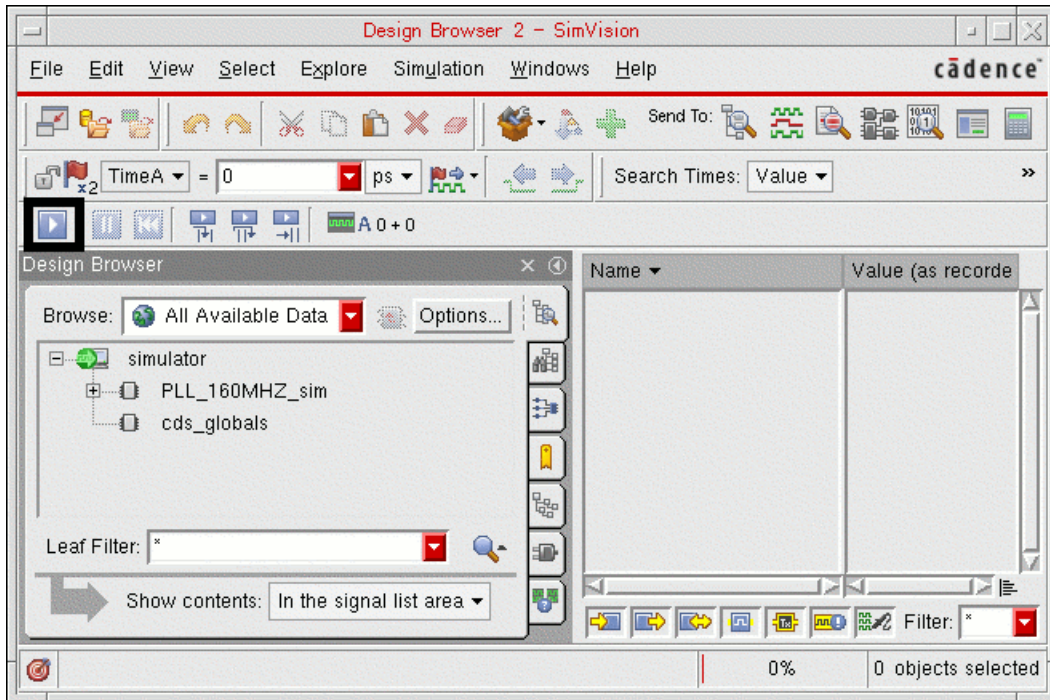 Design Browser 2 - SimVision
File Edit View Select Explore Simulation Windows Help cādence™
Send To:
x2 TimeA = 0 ps Search Times: Value »
A 0 + 0
Design Browser
Name Value (as recorde
Browse: All Available Data Options...
simulator
PLL_160MHZ_sim
cds_globals
Leaf Filter: *
Show contents: In the signal list area
Filter: *
0% 0 objects selected